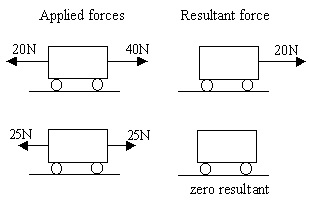 Applied forces Resultant force
20N 40N 20N
25N 25N
zero resultant